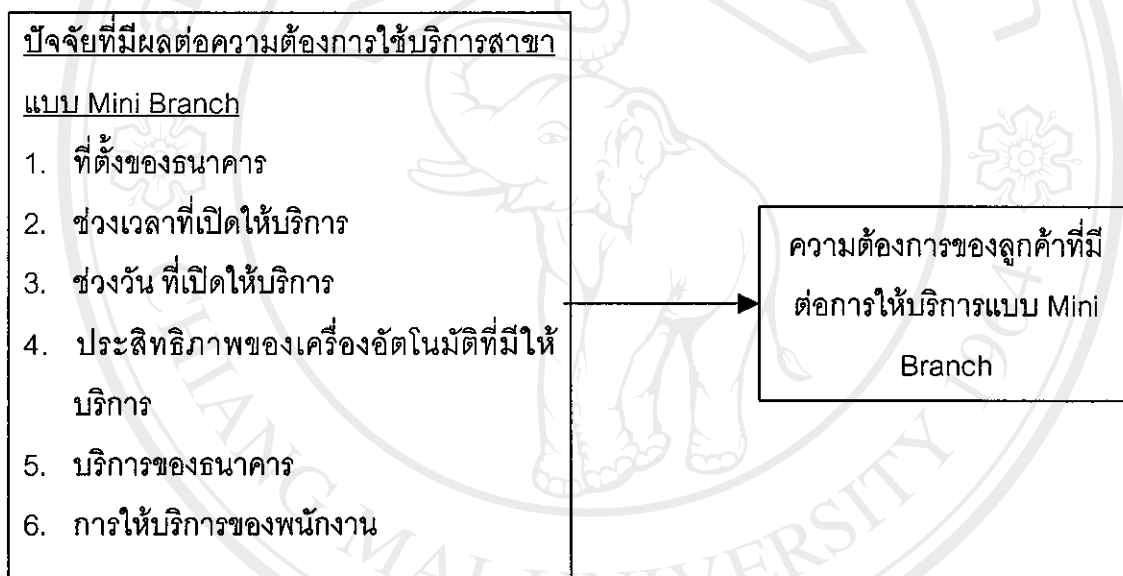 ปัจจัยที่มีผลต่อความต้องการใช้บริการสาขา
แบบ Mini Branch
1. ที่ตั้งของธนาคาร
2. ช่วงเวลาที่เปิดให้บริการ
3. ช่วงวัน ที่เปิดให้บริการ
4. ประสิทธิภาพของเครื่องอัตโนมัติที่มีให้
บริการ
5. บริการของธนาคาร
6. การให้บริการของพนักงาน
ความต้องการของลูกค้าที่มี
ต่อการให้บริการแบบ Mini
Branch
CHIANG MAI UNIVERSITY 1964